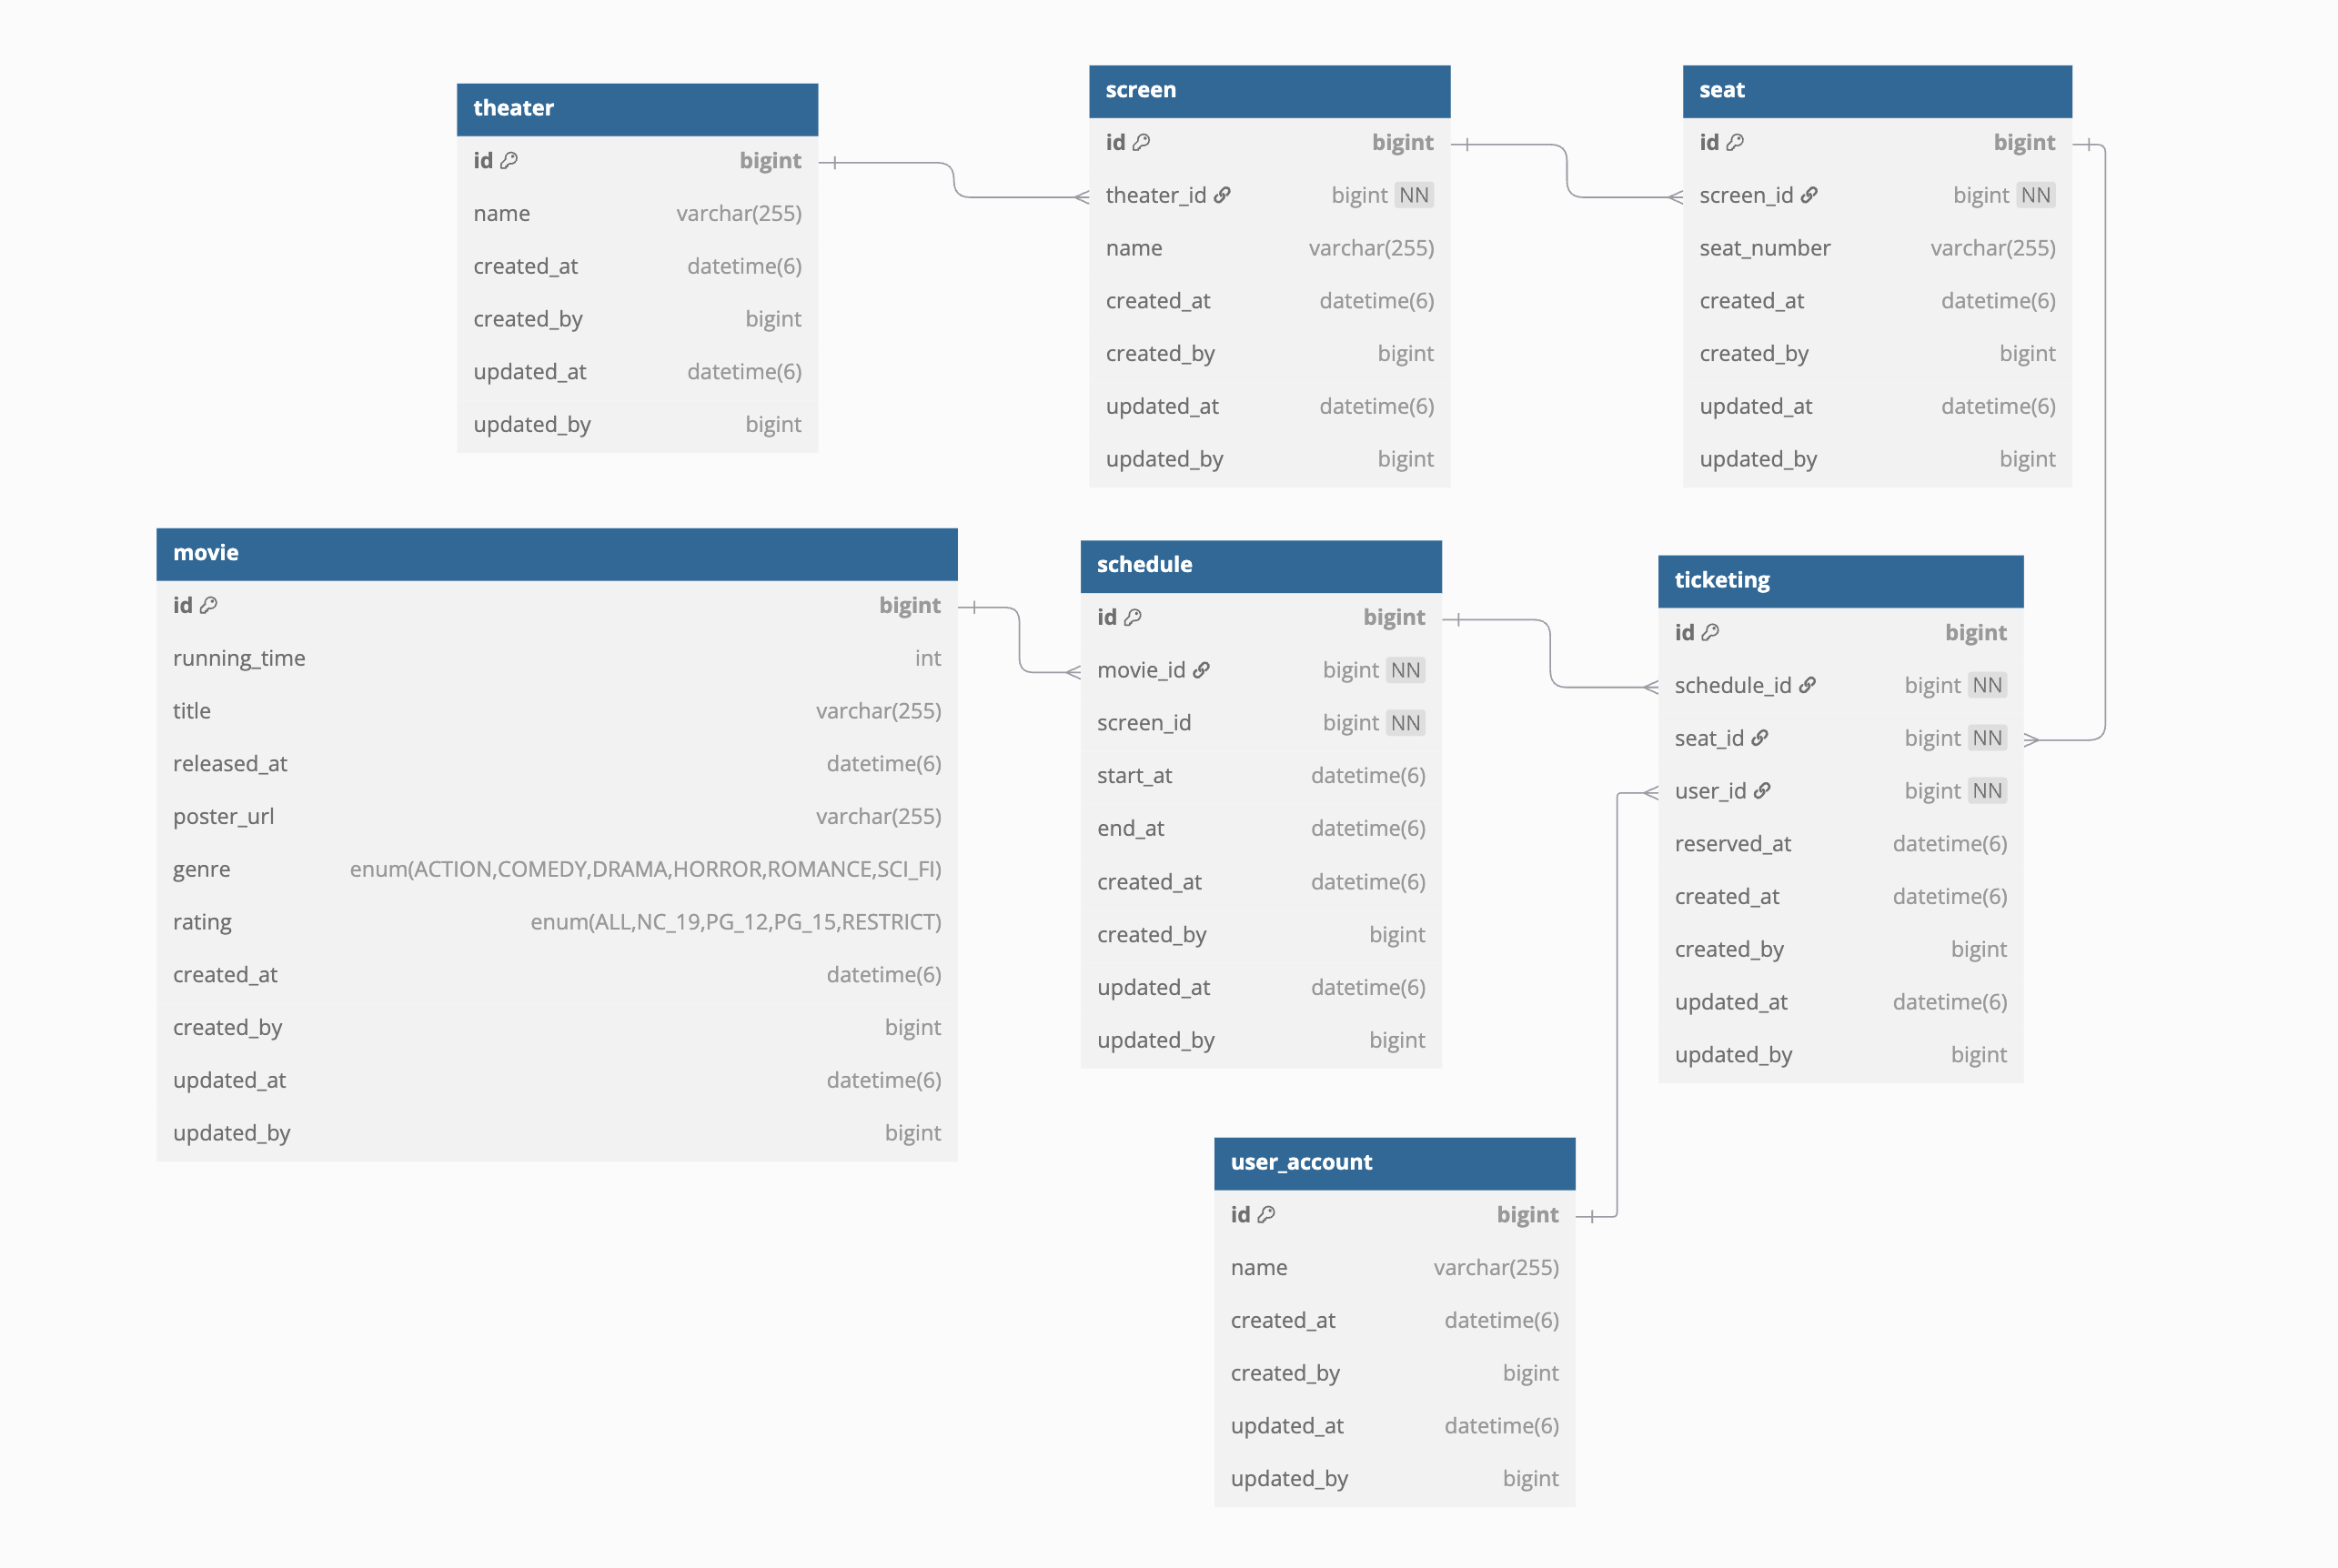 theater
id bigint
name varchar(255)
created_at datetime(6)
created_by bigint
updated_at datetime(6)
updated_by bigint
screen
id bigint
theater_id bigint NN
name varchar(255)
created_at datetime(6)
created_by bigint
updated_at datetime(6)
updated_by bigint
seat
id bigint
screen_id bigint NN
seat_number varchar(255)
created_at datetime(6)
created_by bigint
updated_at datetime(6)
updated_by bigint
movie
id bigint
running_time int
title varchar(255)
released_at datetime(6)
poster_url varchar(255)
genre enum(ACTION,COMEDY,DRAMA,HORROR,ROMANCE,SCI_FI)
rating enum(ALL,NC_19,PG_12,PG_15,RESTRICT)
created_at datetime(6)
created_by bigint
updated_at datetime(6)
updated_by bigint
schedule
id bigint
movie_id bigint NN
screen_id bigint NN
start_at datetime(6)
end_at datetime(6)
created_at datetime(6)
created_by bigint
updated_at datetime(6)
updated_by bigint
ticketing
id bigint
schedule_id bigint NN
seat_id bigint NN
user_id bigint NN
reserved_at datetime(6)
created_at datetime(6)
created_by bigint
updated_at datetime(6)
updated_by bigint
user_account
id bigint
name varchar(255)
created_at datetime(6)
created_by bigint
updated_at datetime(6)
updated_by bigint